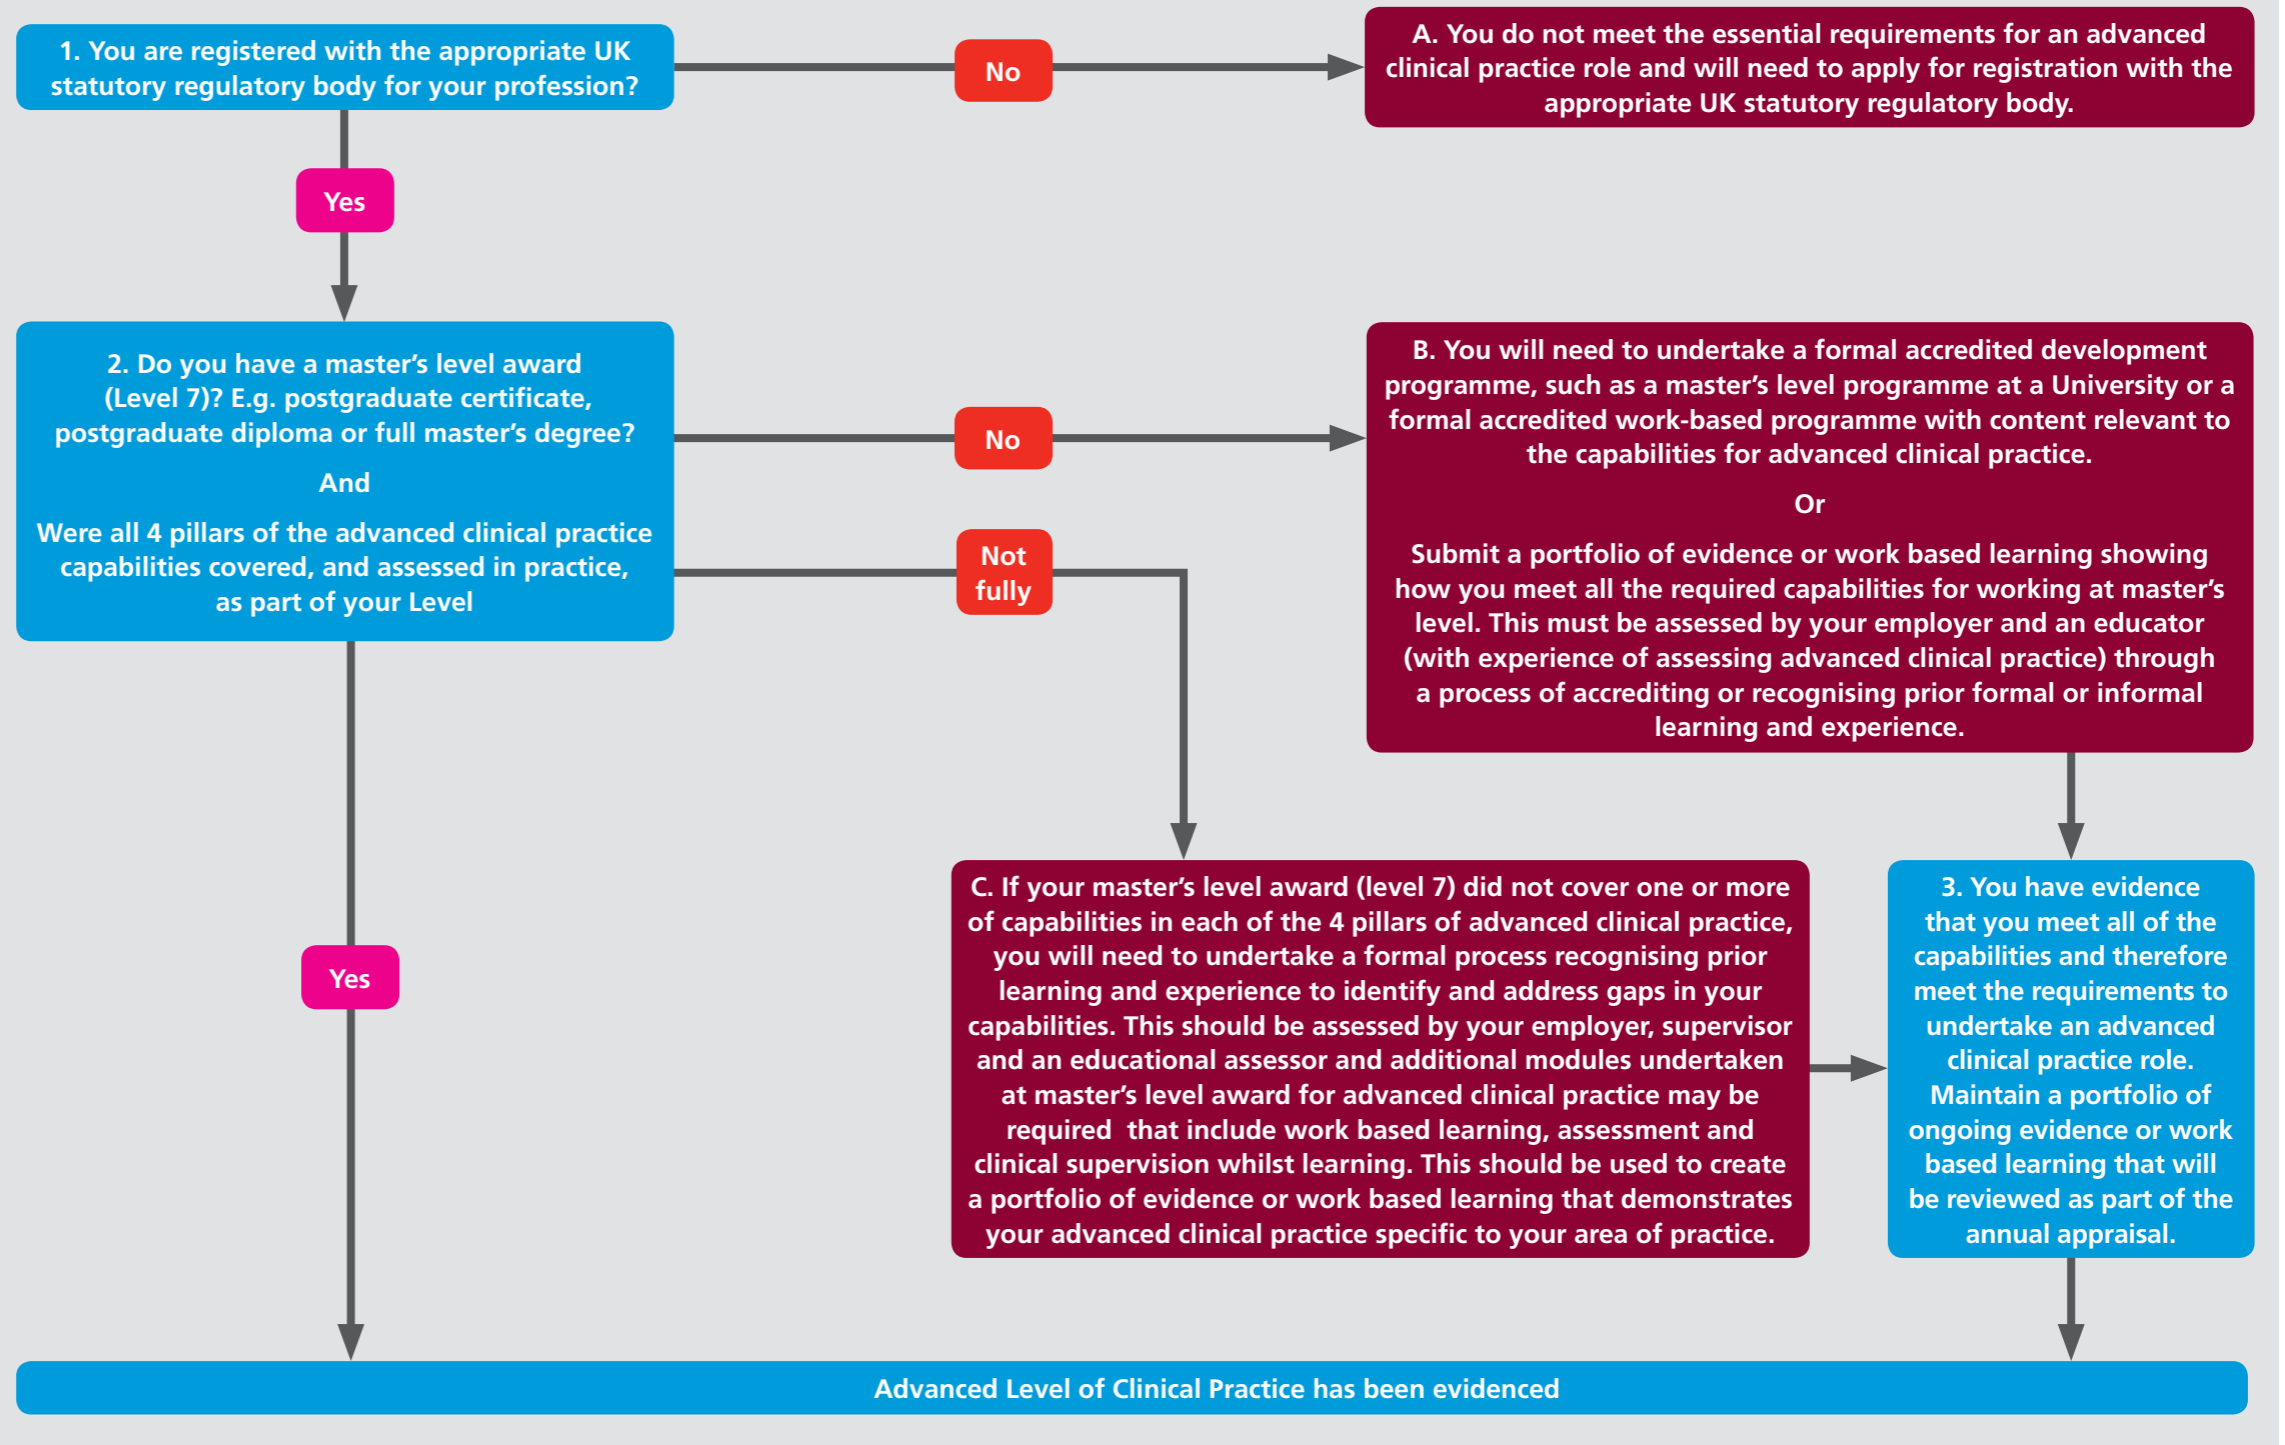 1. You are registered with the appropriate UK
statutory regulatory body for your profession?
No
A. You do not meet the essential requirements for an advanced
clinical practice role and will need to apply for registration with the
appropriate UK statutory regulatory body.
Yes
2. Do you have a master’s level award
(Level 7)? E.g. postgraduate certificate,
postgraduate diploma or full master’s degree?
And
Were all 4 pillars of the advanced clinical practice
capabilities covered, and assessed in practice,
as part of your Level
No
B. You will need to undertake a formal accredited development
programme, such as a master’s level programme at a University or a
formal accredited work-based programme with content relevant to
the capabilities for advanced clinical practice.
Or
Submit a portfolio of evidence or work based learning showing
how you meet all the required capabilities for working at master’s
level. This must be assessed by your employer and an educator
(with experience of assessing advanced clinical practice) through
a process of accrediting or recognising prior formal or informal
learning and experience.
Not
fully
C. If your master’s level award (level 7) did not cover one or more
of capabilities in each of the 4 pillars of advanced clinical practice,
you will need to undertake a formal process recognising prior
learning and experience to identify and address gaps in your
capabilities. This should be assessed by your employer, supervisor
and an educational assessor and additional modules undertaken
at master’s level award for advanced clinical practice may be
required  that include work based learning, assessment and
clinical supervision whilst learning. This should be used to create
a portfolio of evidence or work based learning that demonstrates
your advanced clinical practice specific to your area of practice.
3. You have evidence
that you meet all of the
capabilities and therefore
meet the requirements to
undertake an advanced
clinical practice role.
Maintain a portfolio of
ongoing evidence or work
based learning that will
be reviewed as part of the
annual appraisal.
Yes
Advanced Level of Clinical Practice has been evidenced